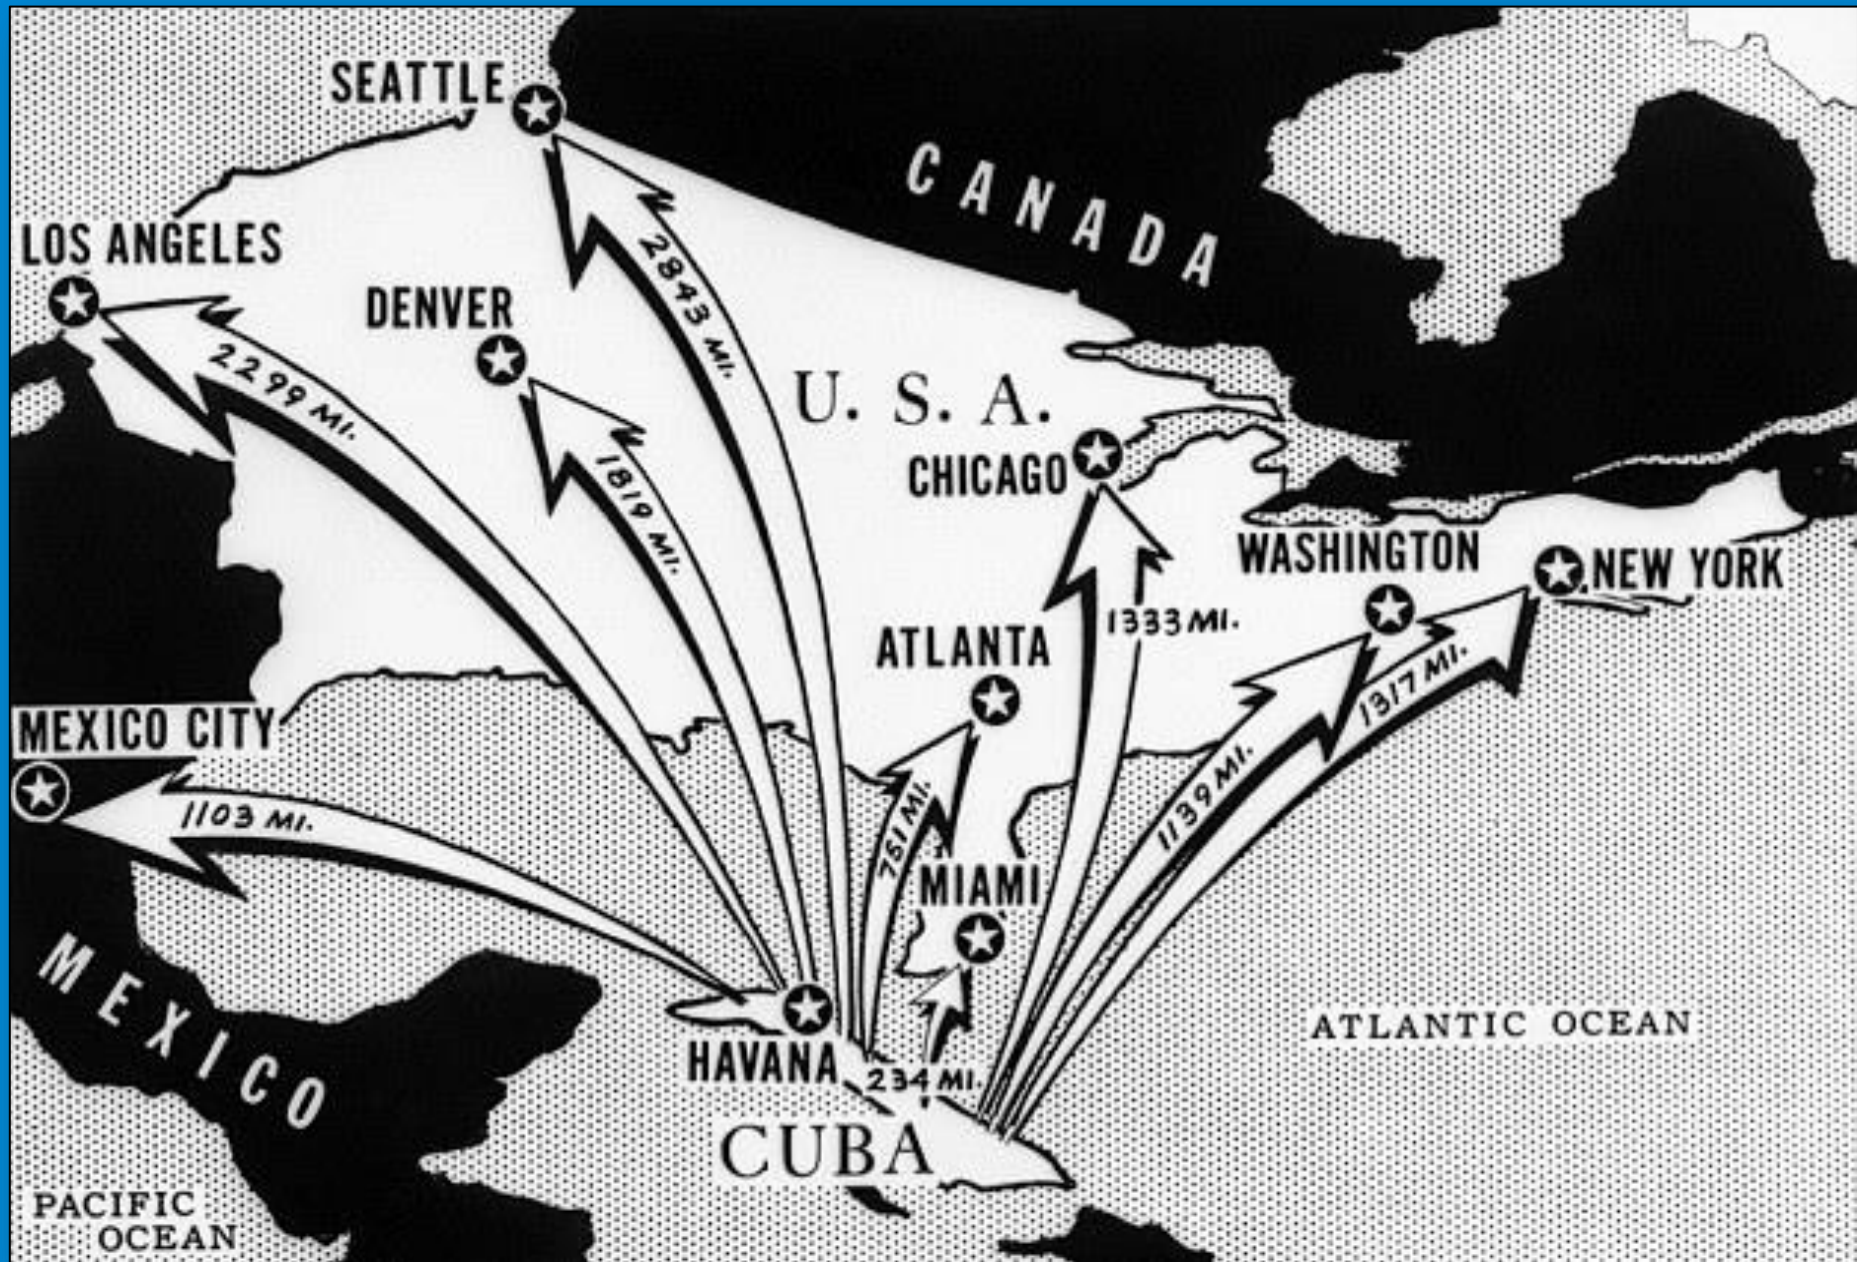 SEATTLE
CANADA
LOS ANGELES
2843 MI.
DENVER
2299 MI.
U. S. A.
1819 MI.
CHICAGO
WASHINGTON
NEW YORK
1333 MI.
ATLANTA
1317 MI.
MEXICO CITY
1139 MI.
1103 MI.
751 MI.
MIAMI
MEXICO
HAVANA
234 MI.
ATLANTIC OCEAN
CUBA
PACIFIC
OCEAN